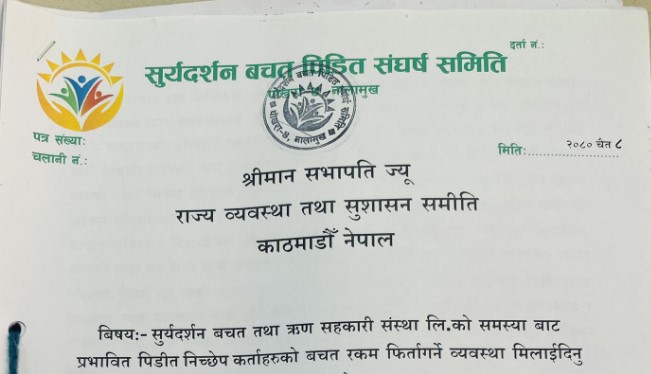 दर्ता नं.:
सुर्यदर्शन बचत पिडित संघर्ष समिति
नालामुख
पत्र संख्या:
चलानी नं.:
मिति: २०८० चैत ८
श्रीमान सभापति ज्यू
राज्य व्यवस्था तथा सुशासन समीति
काठमाडौँ नेपाल
बिषय:- सुर्यदर्शन बचत तथा ऋण सहकारी संस्था लि.को समस्या बाट
प्रभावित पिडीत निच्छेप कर्ताहरुको बचत रकम फिर्तागर्ने व्यवस्था मिलाईदिनु